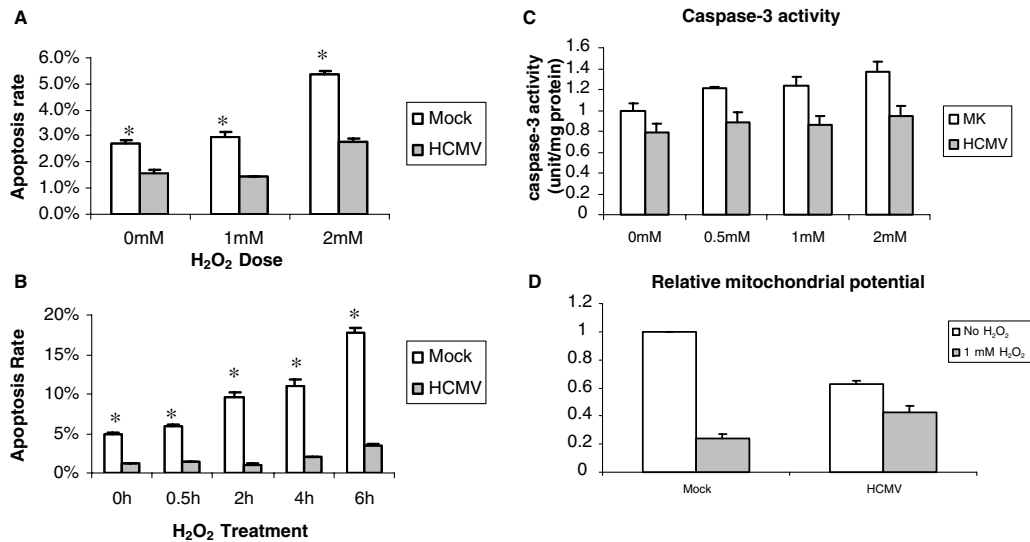 A
6.0%
5.0%
4.0%
3.0%
2.0%
1.0%
0.0%
Apoptosis rate
*
*
*
Mock
HCMV
0mM
1mM
2mM
H₂O₂ Dose
B
20%
15%
10%
5%
0%
Apoptosis Rate
*
*
*
*
*
Mock
HCMV
0h
0.5h
2h
4h
6h
H₂O₂ Treatment
C
Caspase-3 activity
1.6
1.4
1.2
1
0.8
0.6
0.4
0.2
0
caspase-3 activity
(unit/mg protein)
MK
HCMV
0mM
0.5mM
1mM
2mM
D
Relative mitochondrial potential
1.2
1
0.8
0.6
0.4
0.2
0
No H₂O₂
1 mM H₂O₂
Mock
HCMV